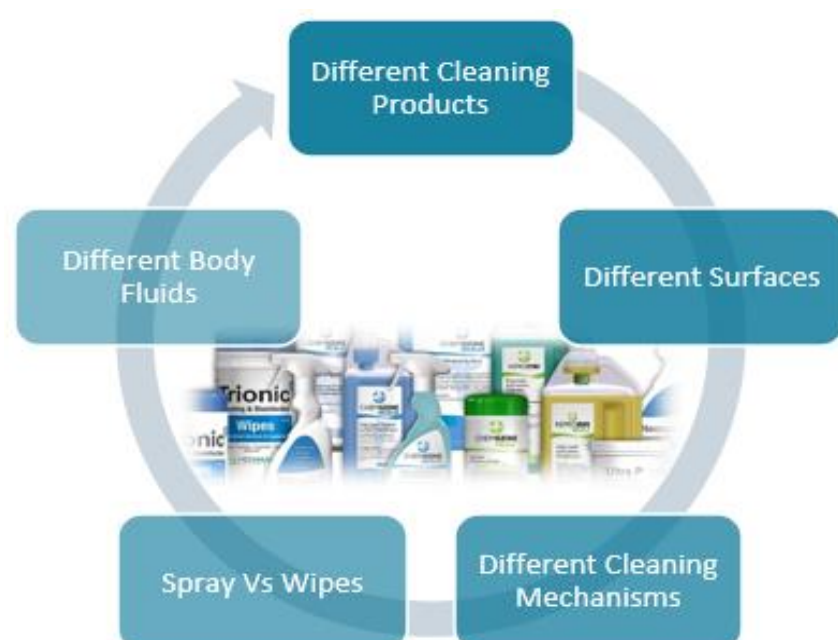 Different Cleaning
Products
Different Surfaces
Different Cleaning
Mechanisms
Spray Vs Wipes
Different Body
Fluids
Trionic
Wipes